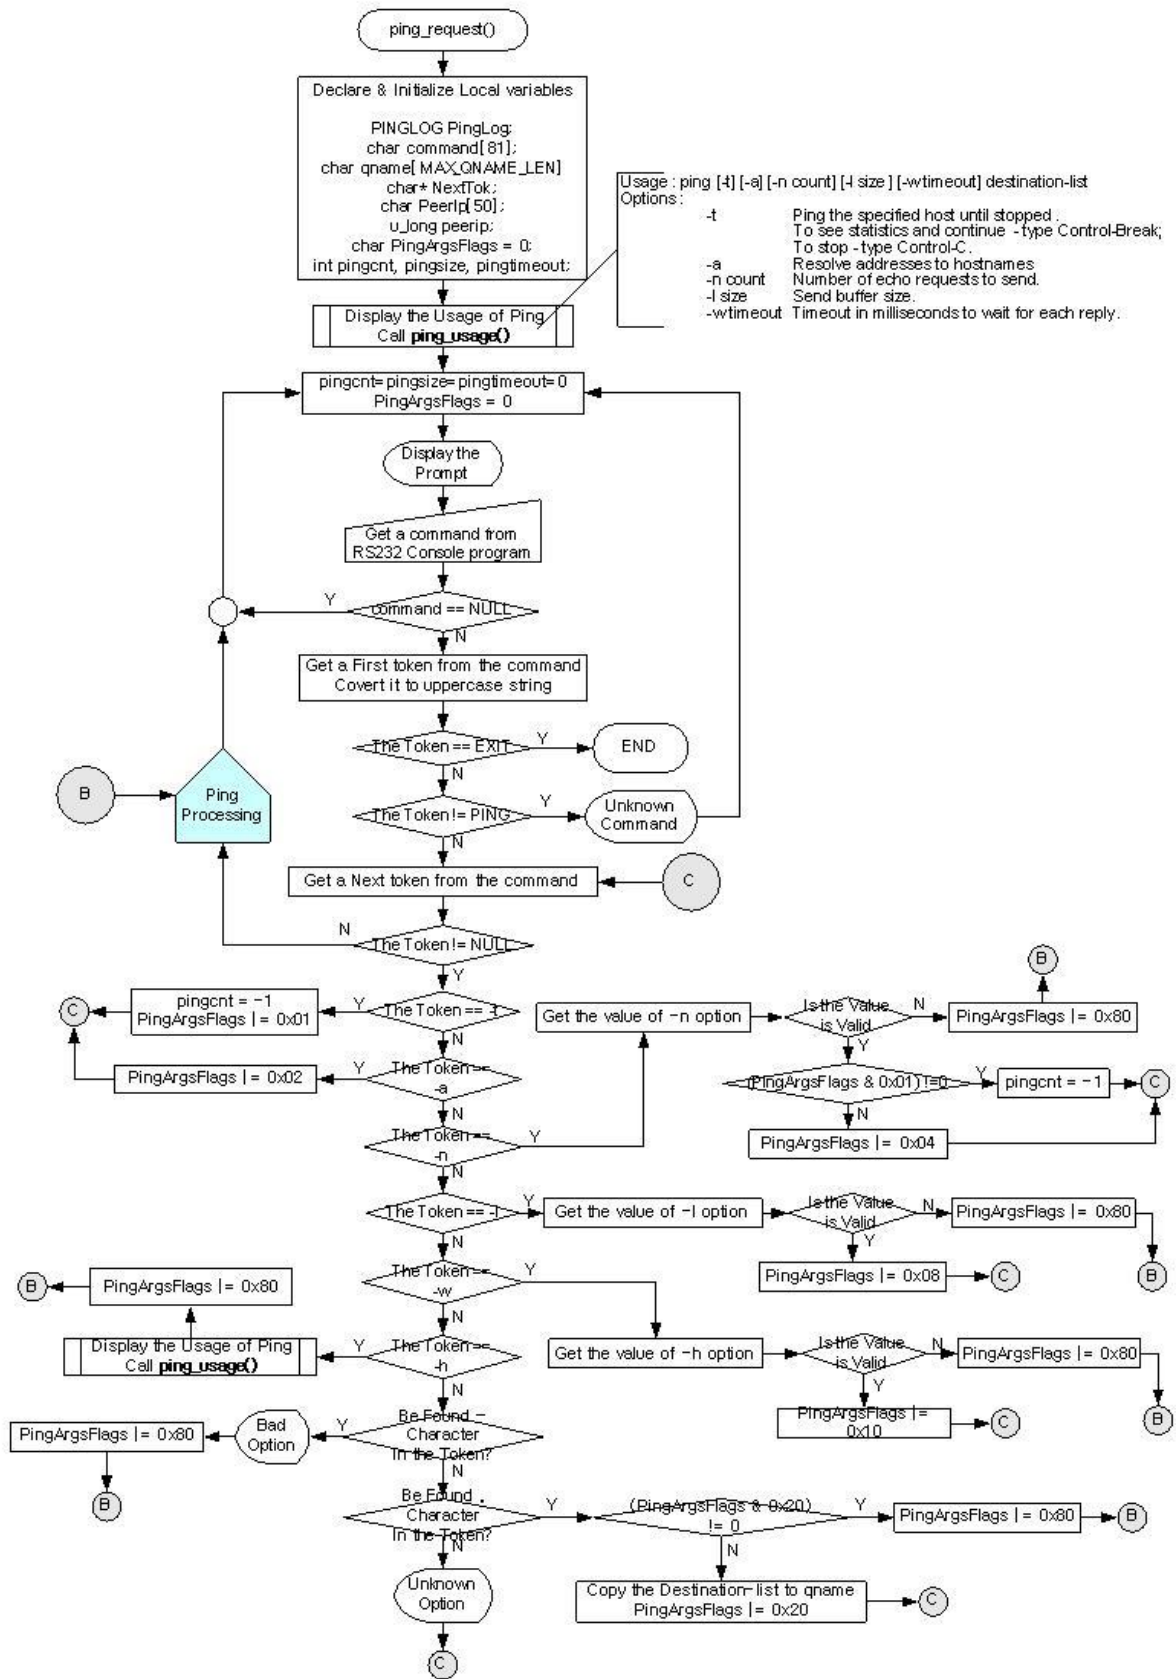 ping_request()
Declare & Initialize Local variables
PINGLOG PingLog;
char command[81];
char qname[MAX_QNAME_LEN]
char* NextTok;
char PeerIp[50];
u_long peerip;
char PingArgsFlags = 0;
int pingcnt, pingsize, pingtimeout;
Usage : ping [-t] [-a] [-n count] [-l size ] [-wtimeout] destination-list
Options :
-t Ping the specified host until stopped .
To see statistics and continue - type Control-Break;
To stop - type Control-C.
-a Resolve addresses to hostnames
-n count Number of echo requests to send.
-l size Send buffer size.
-wtimeout Timeout in milliseconds to wait for each reply.
Display the Usage of Ping
Call ping_usage()
pingcnt=pingsize=pingtimeout=0
PingArgsFlags = 0
Display the
Prompt
Get a command from
RS232 Console program
command == NULL
Y
N
Get a First token from the command
Covert it to uppercase string
The Token == EXIT
Y
END
N
B
Ping
Processing
The Token != PING
Y
Unknown
Command
N
Get a Next token from the command
C
The Token != NULL
N
Y
The Token == -t
Y
pingcnt = -1
PingArgsFlags |= 0x01
C
N
The Token ==
-a
Y
PingArgsFlags |= 0x02
N
The Token ==
-n
Y
Get the value of -n option
Is the Value
is Valid
N
PingArgsFlags |= 0x80
B
Y
(PingArgsFlags & 0x01) !=0
Y
pingcnt = -1
C
N
PingArgsFlags |= 0x04
N
The Token == -l
Y
Get the value of -l option
Is the Value
is Valid
N
PingArgsFlags |= 0x80
B
Y
PingArgsFlags |= 0x08
C
N
The Token ==
-w
Y
Get the value of -h option
Is the Value
is Valid
N
PingArgsFlags |= 0x80
B
Y
PingArgsFlags |=
0x10
C
N
The Token ==
-h
Y
Display the Usage of Ping
Call ping_usage()
PingArgsFlags |= 0x80
B
N
Be Found -
Character
In the Token?
Y
Bad
Option
PingArgsFlags |= 0x80
B
N
Be Found .
Character
In the Token?
Y
(PingArgsFlags & 0x20)
!= 0
Y
PingArgsFlags |= 0x80
B
N
Copy the Destination-list to qname
PingArgsFlags |= 0x20
C
N
Unknown
Option
C